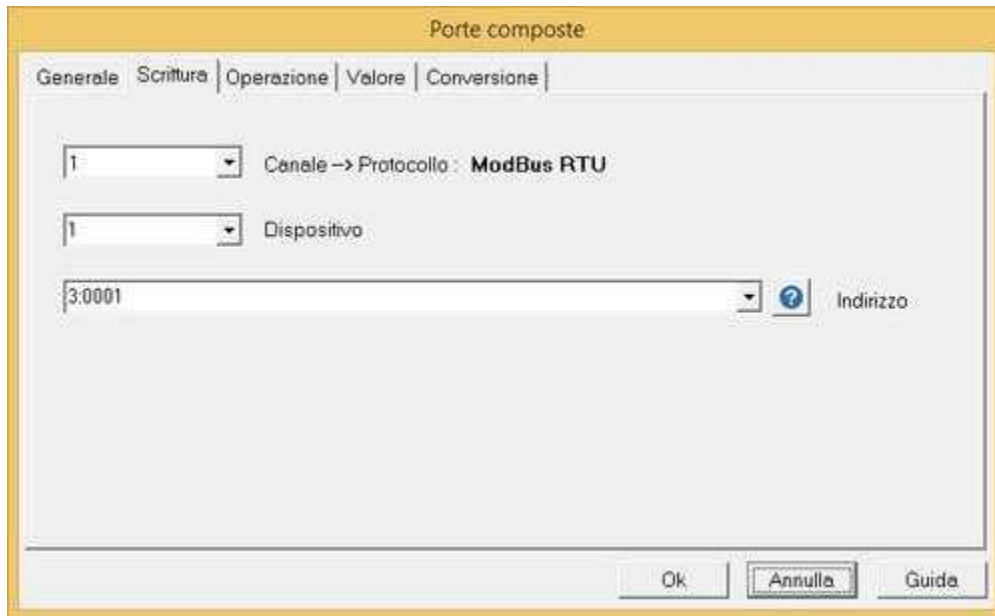 Porte composte
Generale Scrittura Operazione Valore Conversione
1 Canale --> Protocollo : ModBus RTU
1 Dispositivo
3:0001 ? Indirizzo
Ok Annulla Guida